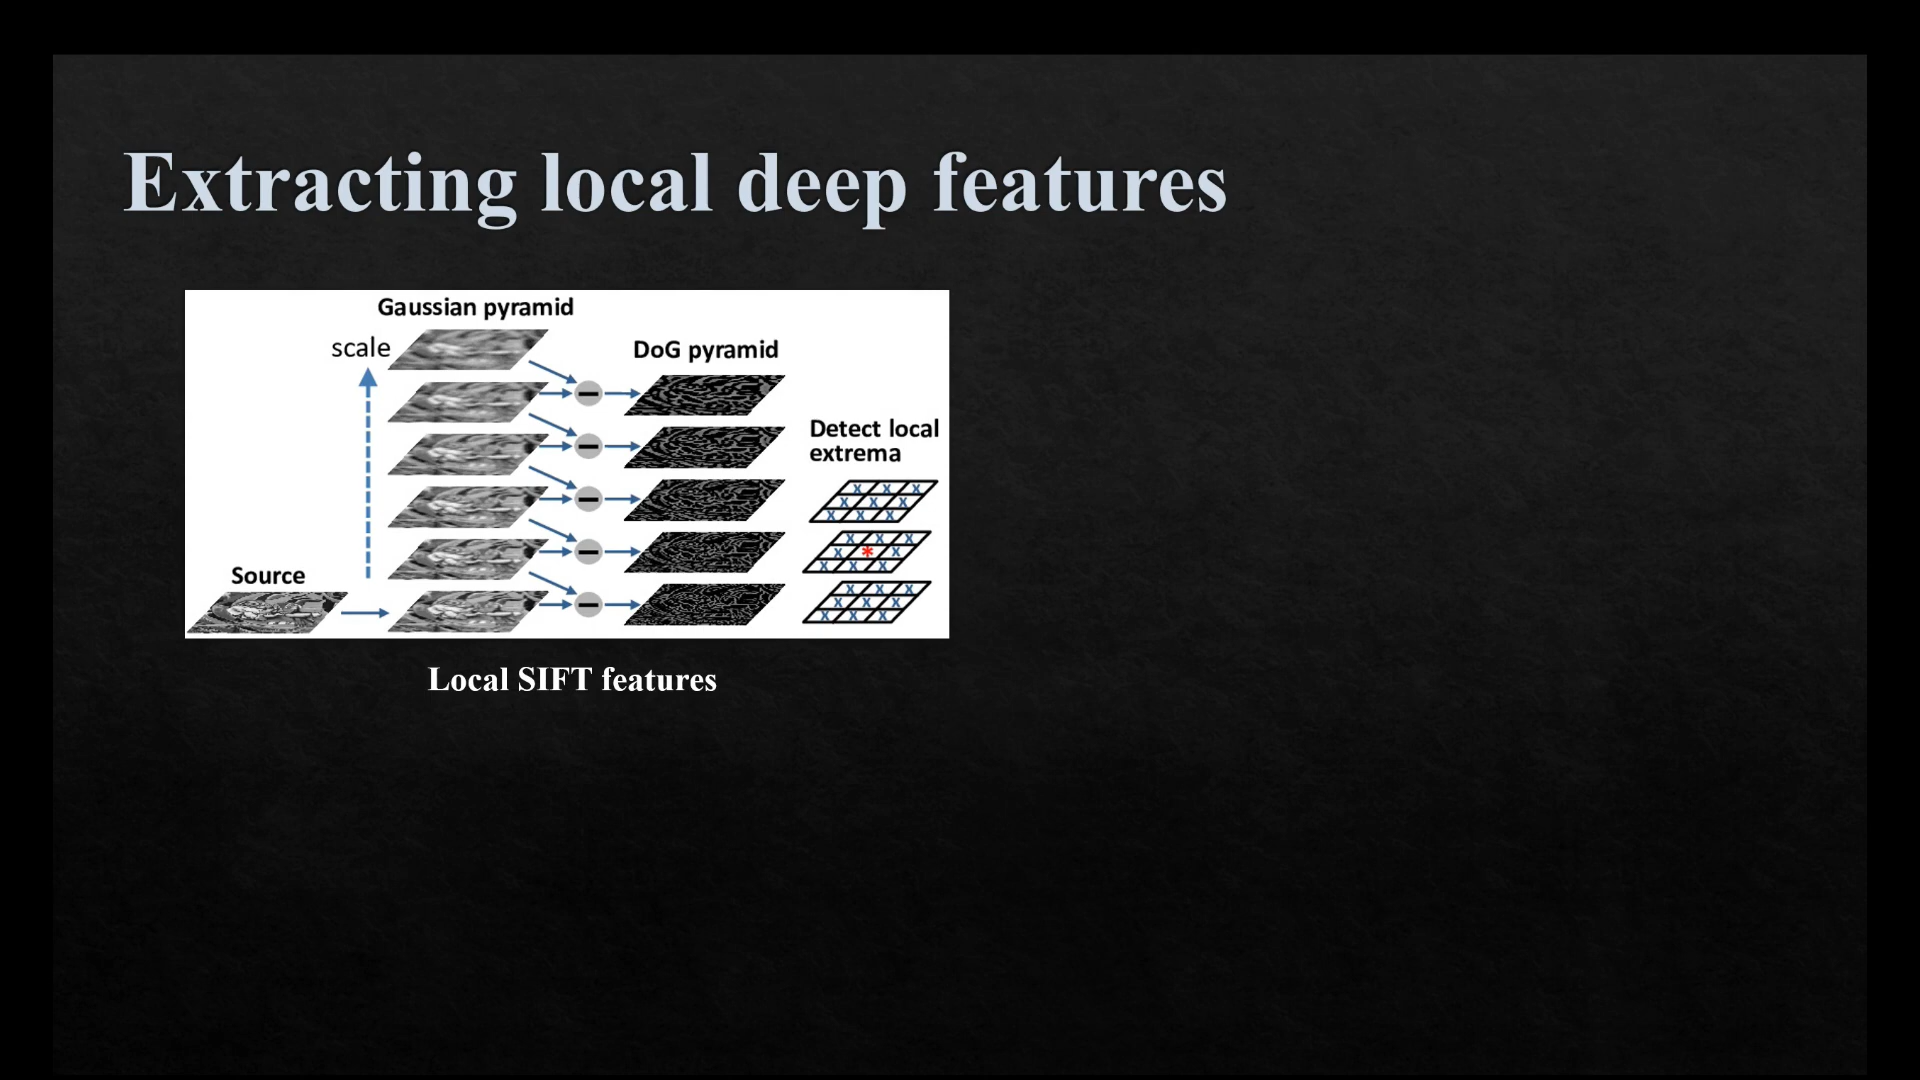 Extracting local deep features
Gaussian pyramid
scale
DoG pyramid
Detect local
extrema
X X X
X X X
X X X
X X X
X * X
X X X
Source
X X X
X X X
X X X
Local SIFT features